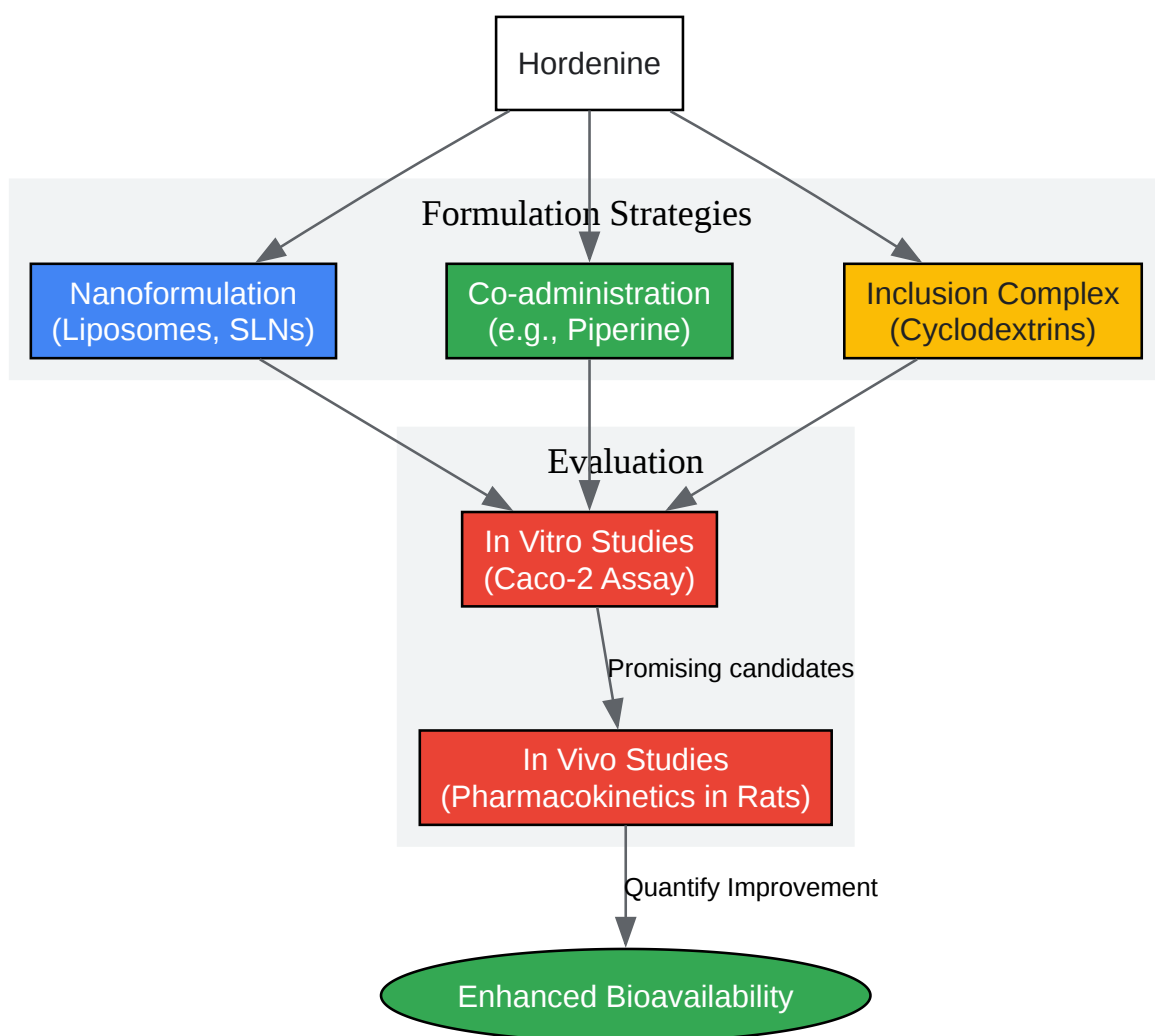 Hordenine
Formulation Strategies
Nanoformulation
(Liposomes, SLNs)
Co-administration
(e.g., Piperine)
Inclusion Complex
(Cyclodextrins)
Evaluation
In Vitro Studies
(Caco-2 Assay)
Promising candidates
In Vivo Studies
(Pharmacokinetics in Rats)
Quantify Improvement
Enhanced Bioavailability